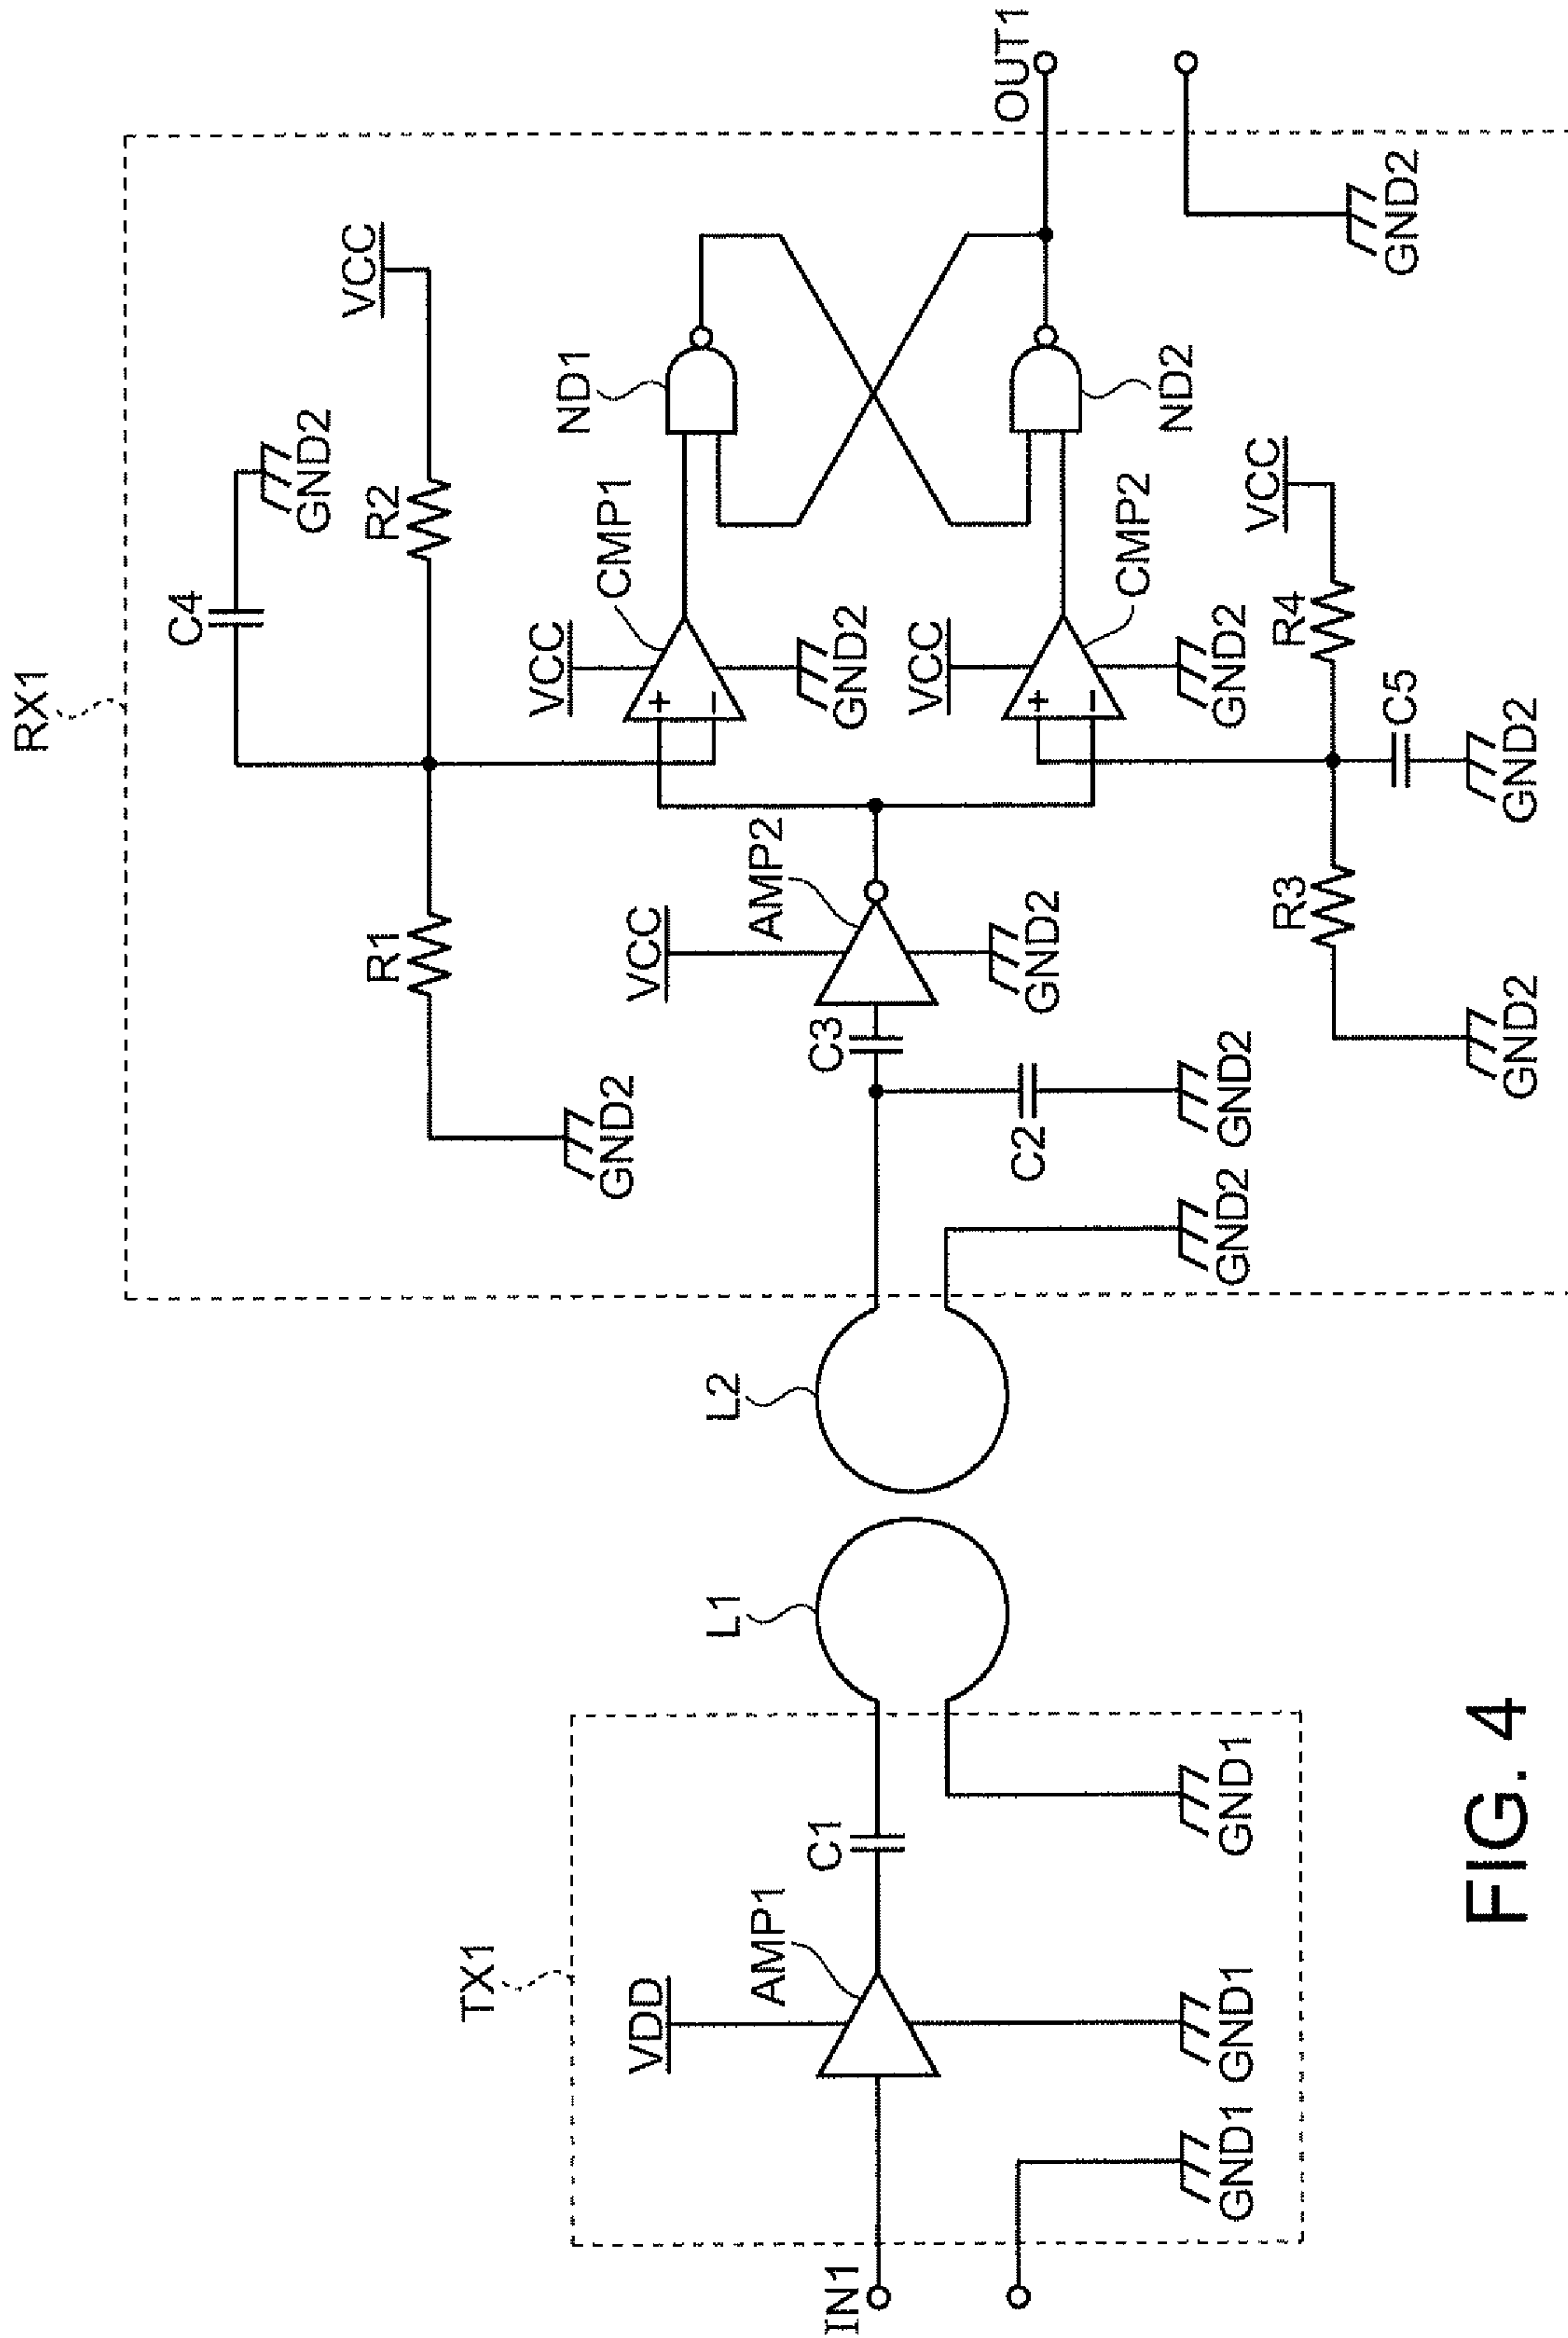 RX1
C4
GND2
VCC
R1
R2
GND2
OUT1
ND1
VCC
CMP1
GND2
VCC
AMP2
GND2
C3
VCC
CMP2
GND2
ND2
GND2
C2
GND2
GND2
R3
R4
VCC
C5
GND2
GND2
L2
L1
TX1
VDD
AMP1
C1
IN1
GND1
GND1
GND1
FIG. 4